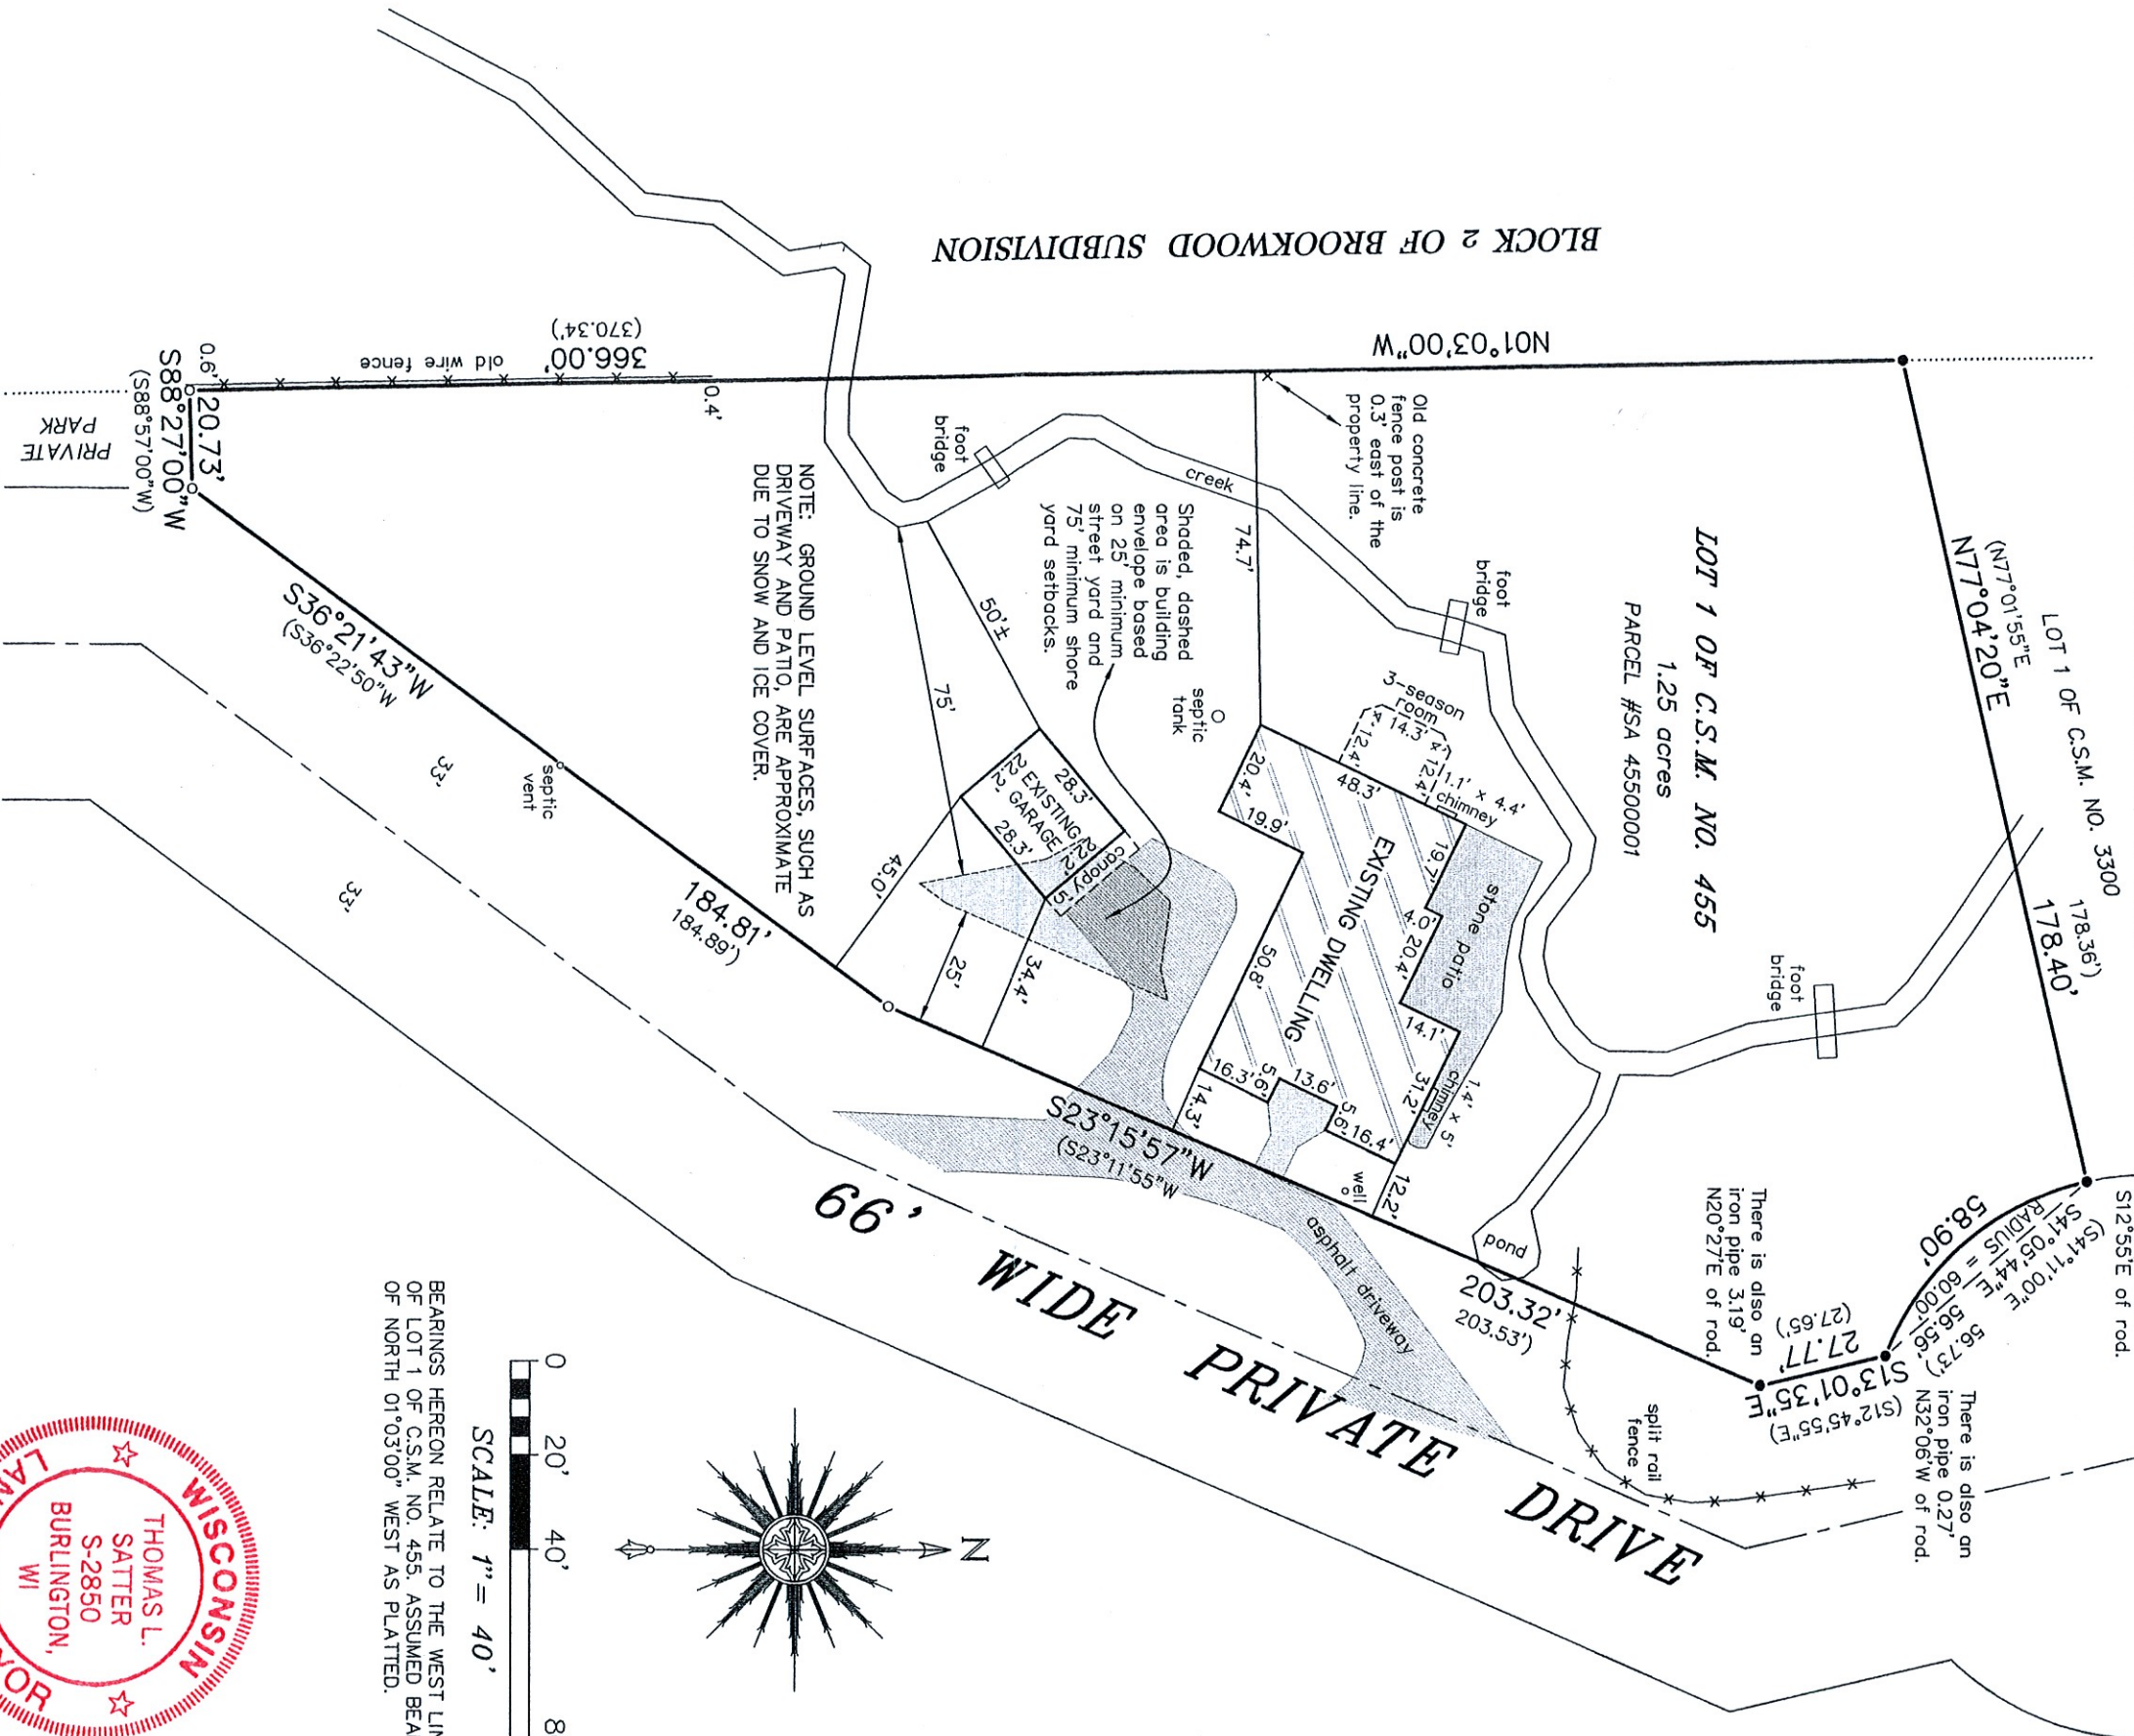 BLOCK 2 OF BROOKWOOD SUBDIVISION
N01°03'00"W
366.00'
(370.34')
old wire fence
0.6'
0.4'
20.73'
S88°27'00"W
(S88°57'00"W)
PRIVATE
PARK
LOT 1 OF C.S.M. NO. 3300
(N77°01'55"E
178.36')
N77°04'20"E
178.40'
LOT 1 OF C.S.M. NO. 455
1.25 acres
PARCEL #SA 45500001
Old concrete
fence post is
0.3' east of the
property line.
foot
bridge
creek
foot
bridge
foot
bridge
74.7'
Shaded, dashed
area is building
envelope based
on 25' minimum
street yard and
75' minimum shore
yard setbacks.
septic
tank
NOTE: GROUND LEVEL SURFACES, SUCH AS
DRIVEWAY AND PATIO, ARE APPROXIMATE
DUE TO SNOW AND ICE COVER.
50'±
75'
28.3'
22.2'
EXISTING
GARAGE
22.2'
28.3'
canopy
5'
45.0'
34.4'
25'
3-season
room
4'
14.3'
4'
12.4'
12.4'
1.1' x 4.4'
chimney
48.3'
20.4'
19.9'
EXISTING DWELLING
50.8'
19.7'
4.0'
20.4'
14.1'
31.2'
stone patio
1.4' x 5'
chimney
16.3'
5.6'
13.6'
5.6'
16.4'
14.3'
12.2'
well
pond
S36°21'43"W
(S36°22'50"W
184.81'
184.89')
septic
vent
33'
33'
S23°15'57"W
(S23°11'55"W
203.32'
203.53')
asphalt driveway
66' WIDE PRIVATE DRIVE
There is also an
iron pipe 3.19'
N20°27'E of rod.
S12°55'E of rod.
(S41°11'00"E
56.73')
S41°05'44"E
56.56'
RADIUS = 60.00'
58.90'
27.77'
(27.65')
S13°01'35"E
(S12°45'55"E)
There is also an
iron pipe 0.27'
N32°06'W of rod.
split rail
fence
N
0
20'
40'
8
SCALE: 1"= 40'
BEARINGS HEREON RELATE TO THE WEST LIN
OF LOT 1 OF C.S.M. NO. 455. ASSUMED BEA
OF NORTH 01°03'00" WEST AS PLATTED.
WISCONSIN
THOMAS L.
SATTER
S-2850
BURLINGTON,
WI
LAN
YOR